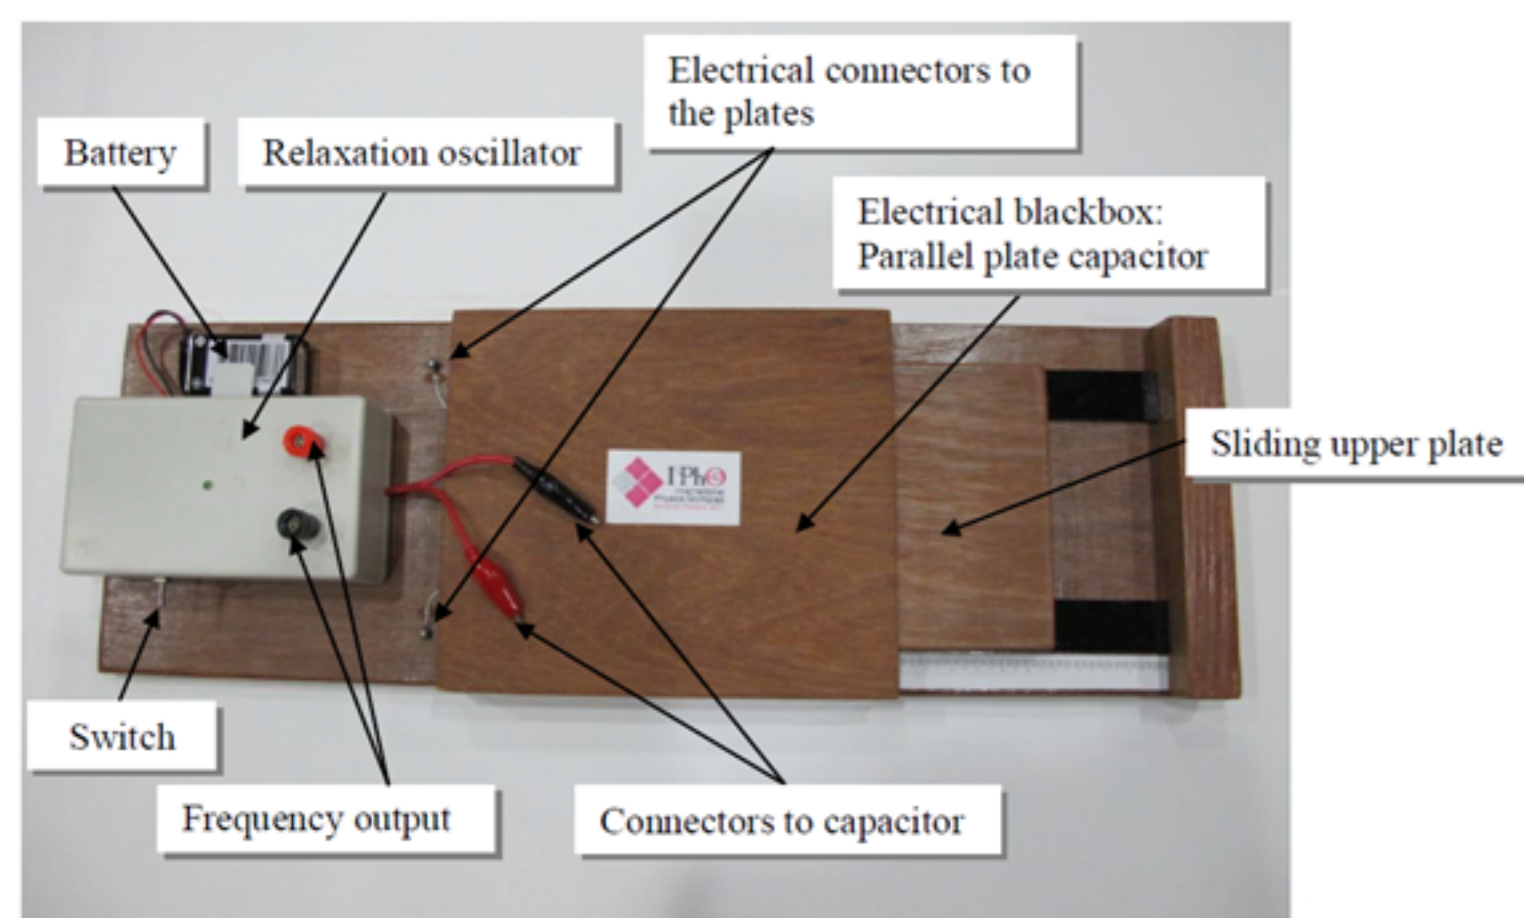 Electrical connectors to
the plates
Battery
Relaxation oscillator
Electrical blackbox:
Parallel plate capacitor
Sliding upper plate
IPhO
Switch
Frequency output
Connectors to capacitor